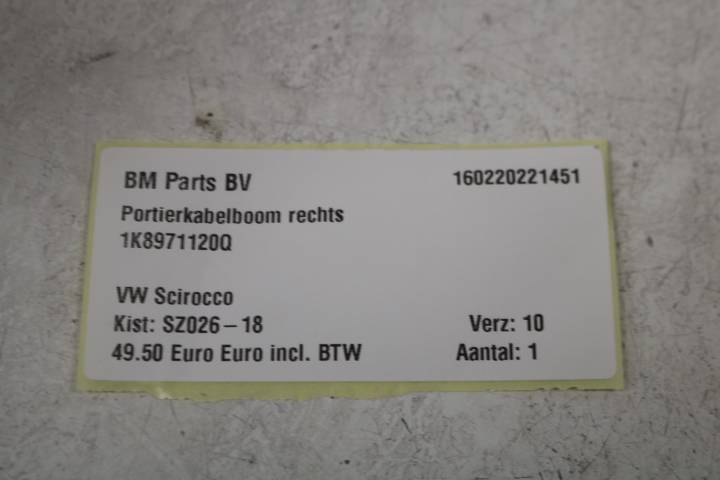 BM Parts BV 160220221451
Portierkabelboom rechts
1K8971120Q
VW Scirocco
Kist: SZ026-18 Verz: 10
49.50 Euro Euro incl. BTW Aantal: 1